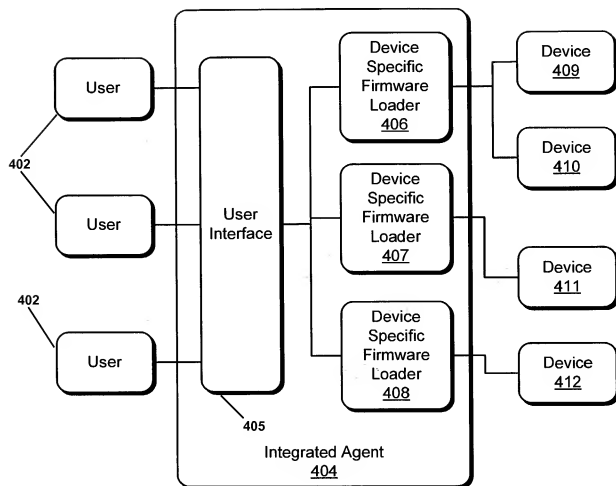 User
402
User
402
User
User
Interface
405
Device
Specific
Firmware
Loader
406
Device
Specific
Firmware
Loader
407
Device
Specific
Firmware
Loader
408
Integrated Agent
404
Device
409
Device
410
Device
411
Device
412